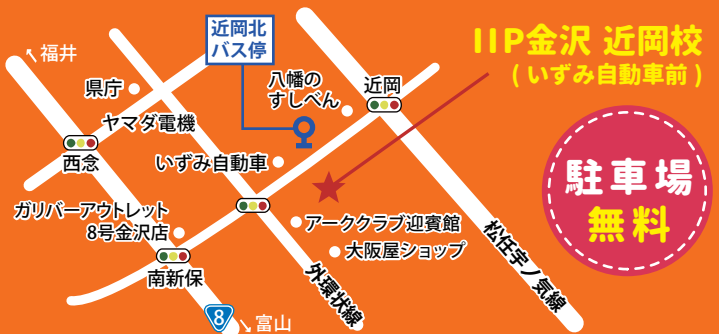 近岡北
バス停
IIP金沢 近岡校
(いずみ自動車前)
↖福井
県庁
八幡の
すしべん
近岡
ヤマダ電機
西念
いずみ自動車
駐車場
無料
ガリバーアウトレット
8号金沢店
アーククラブ迎賓館
大阪屋ショップ
南新保
外環状線
松任宇ノ気線
8
↘富山